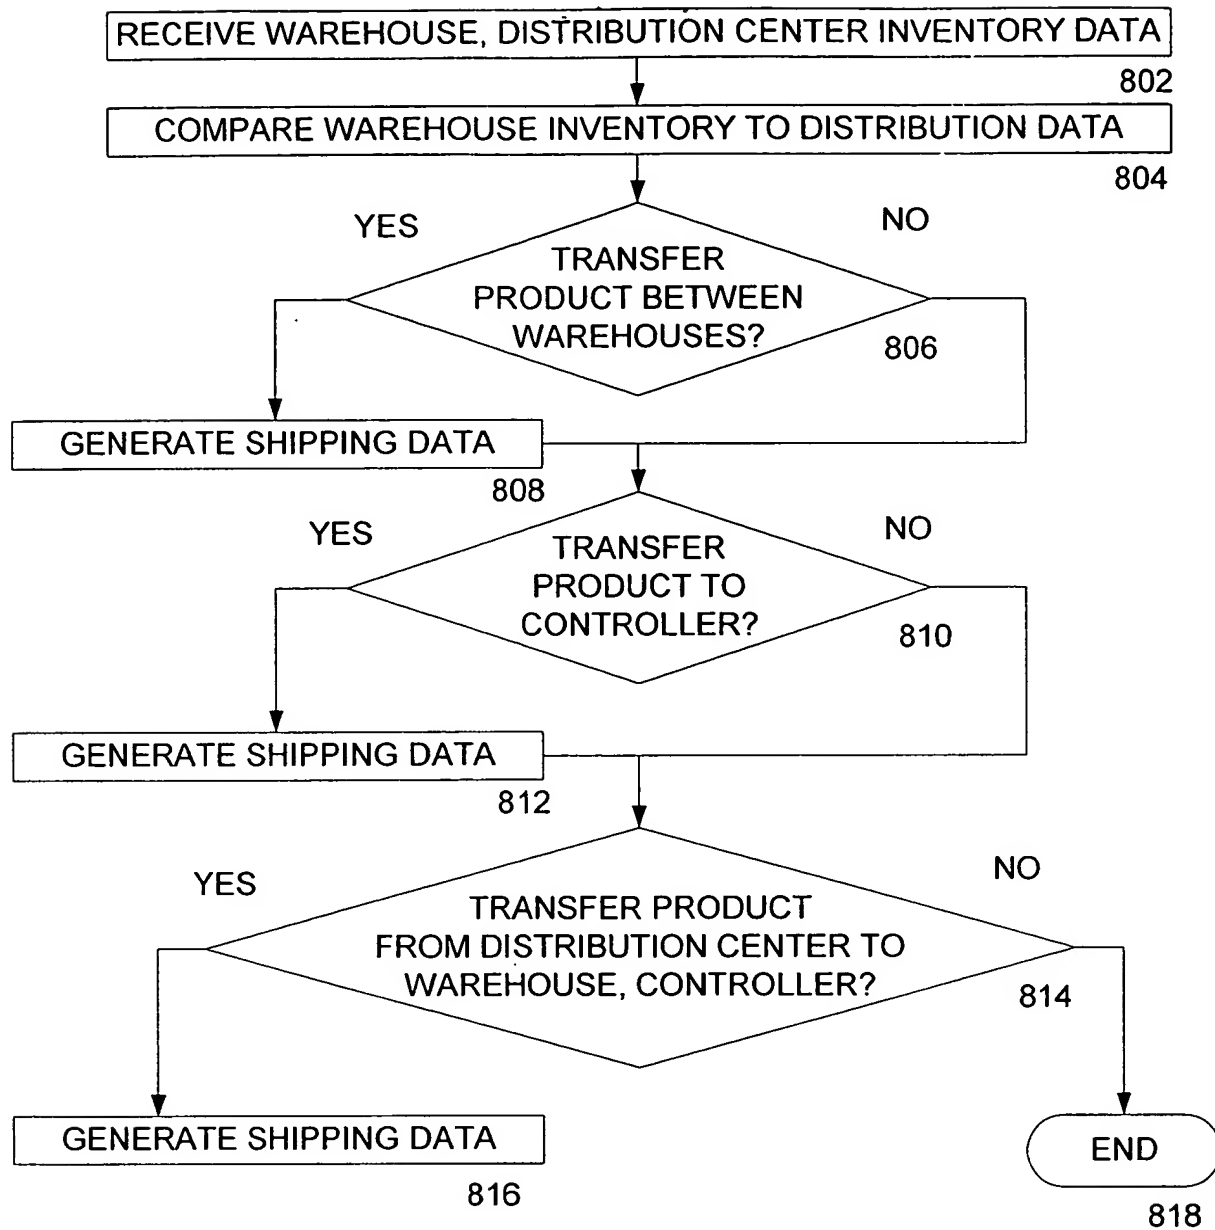 RECEIVE WAREHOUSE, DISTRIBUTION CENTER INVENTORY DATA
802
COMPARE WAREHOUSE INVENTORY TO DISTRIBUTION DATA
804
YES
NO
TRANSFER
PRODUCT BETWEEN
WAREHOUSES?
806
GENERATE SHIPPING DATA
808
YES
NO
TRANSFER
PRODUCT TO
CONTROLLER?
810
GENERATE SHIPPING DATA
812
YES
NO
TRANSFER PRODUCT
FROM DISTRIBUTION CENTER TO
WAREHOUSE, CONTROLLER?
814
GENERATE SHIPPING DATA
816
END
818